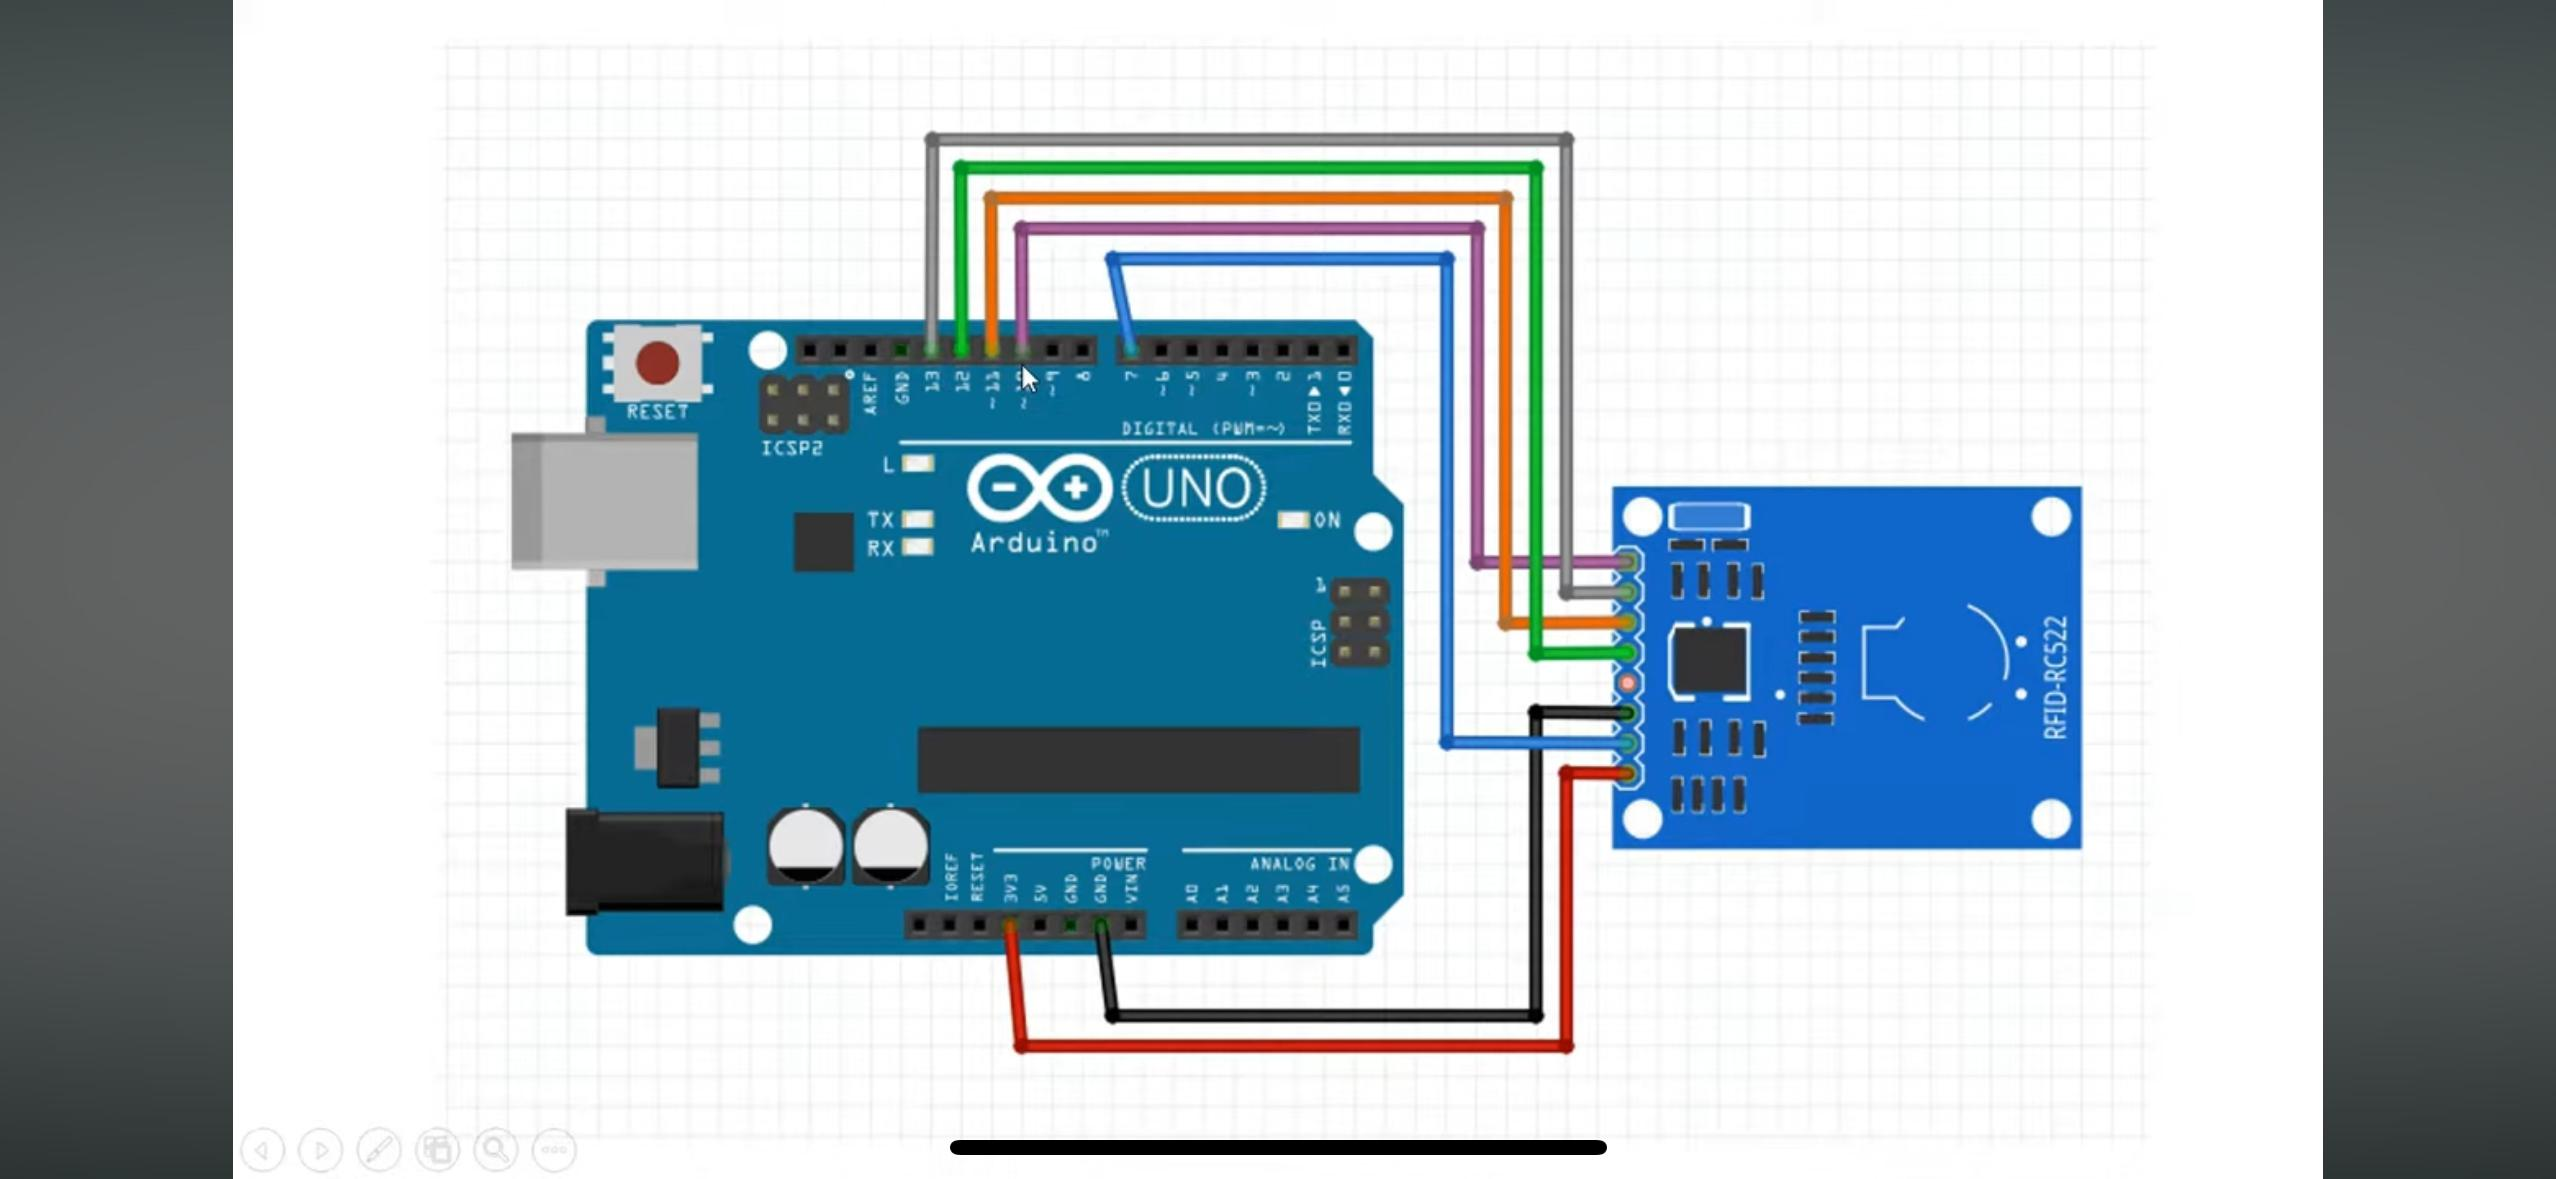 RESET
ICSP2
AREF
GND
13
12
~11
~9
8
7
~6
~5
4
~3
2
TXD 1
RXD 0
DIGITAL (PWM=~)
L
TX
RX
Arduino™
UNO
ON
1
ICSP
RFID-RC522
POWER
ANALOG IN
IOREF
RESET
3V3
5V
GND
GND
VIN
A0
A1
A2
A3
A4
A5